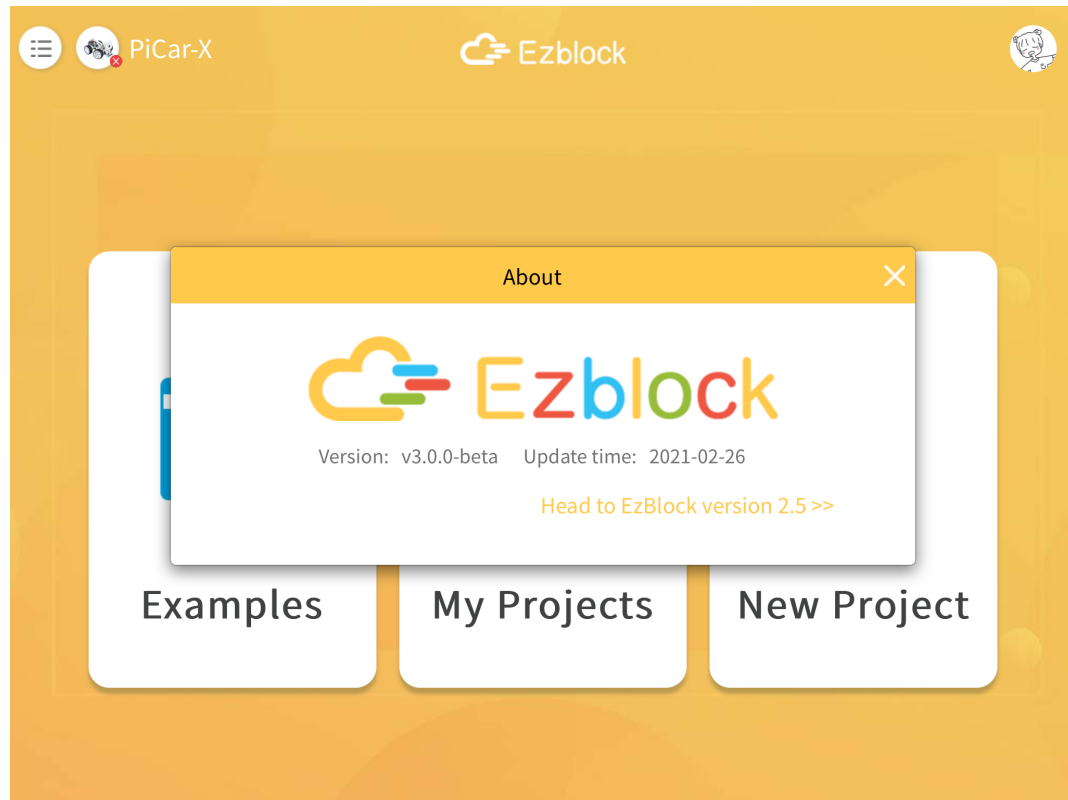 PiCar-X
Ezblock
About
Ezblock
Version: v3.0.0-beta Update time: 2021-02-26
Head to EzBlock version 2.5 >>
Examples
My Projects
New Project